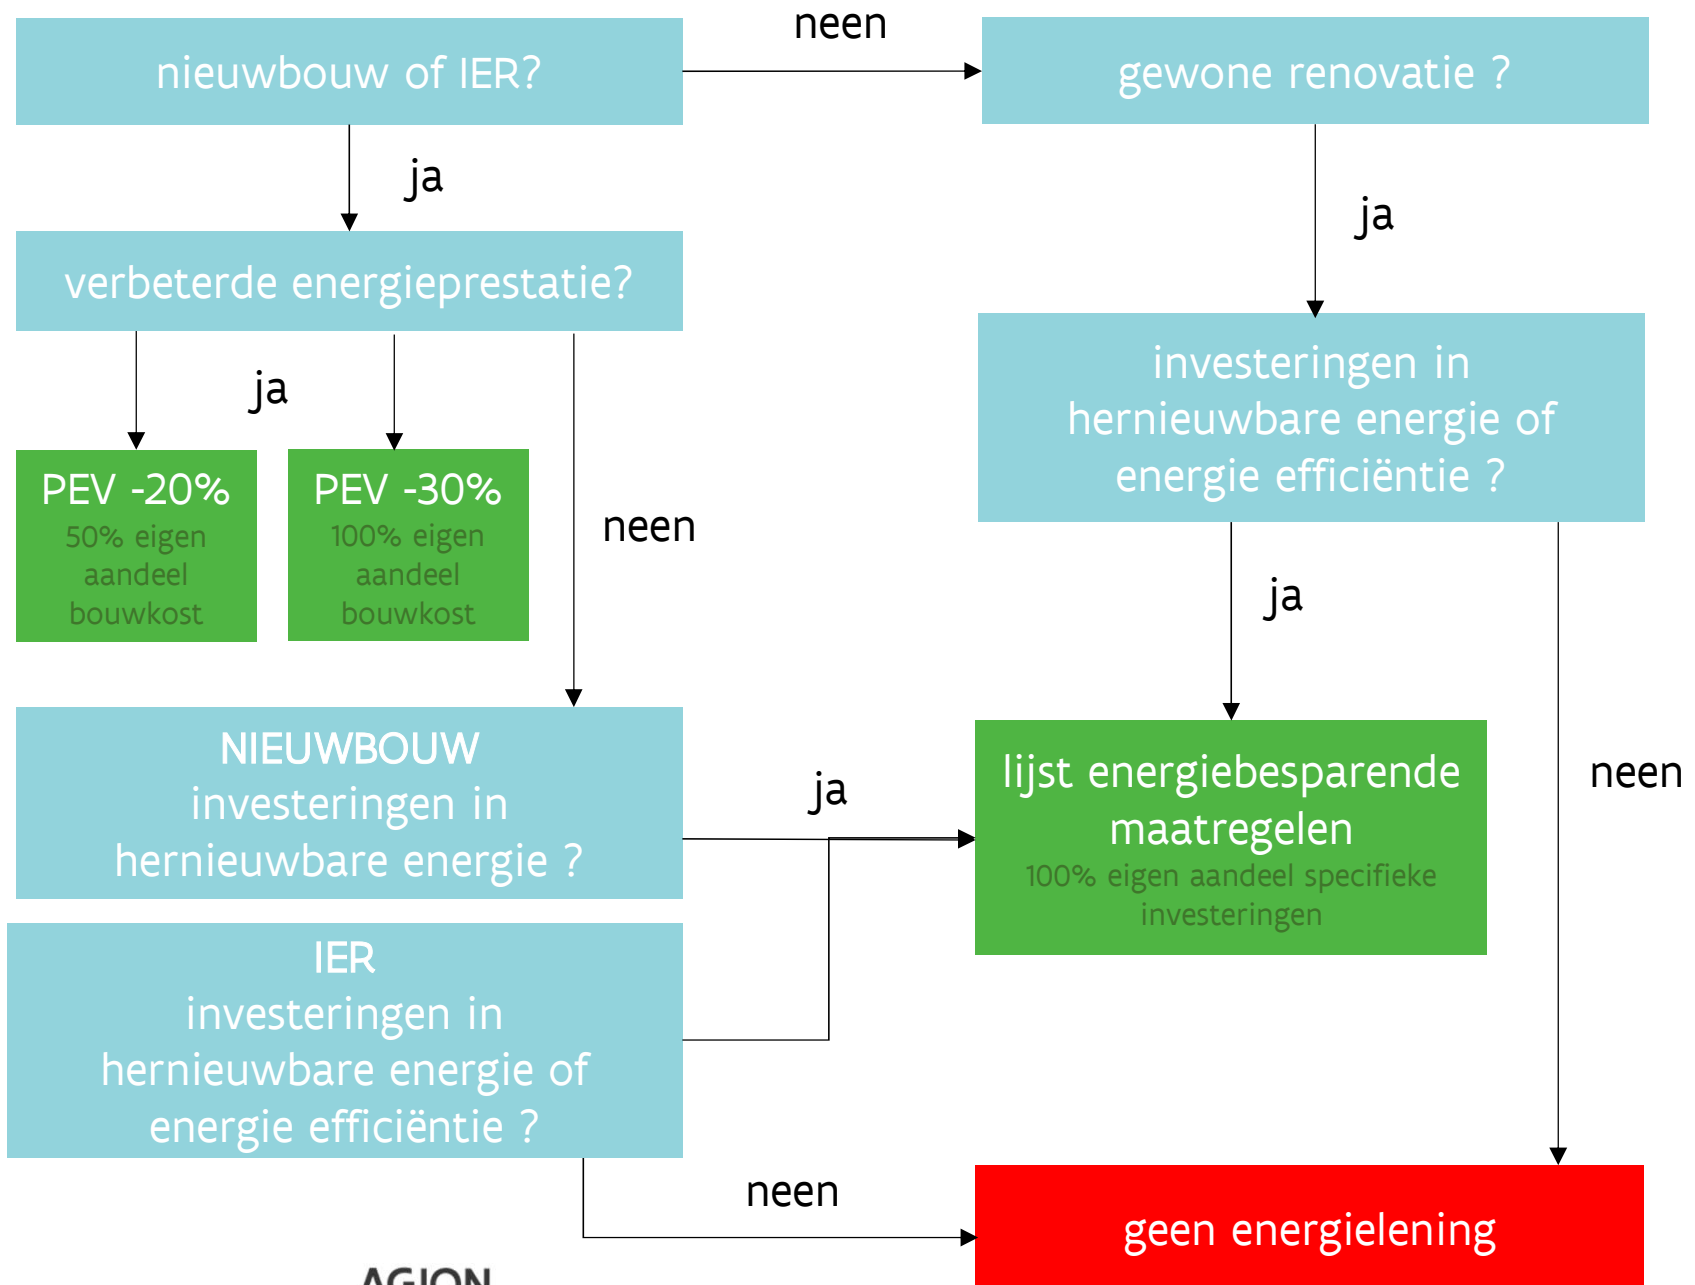 neen
nieuwbouw of IER?
gewone renovatie ?
ja
ja
verbeterde energieprestatie?
investeringen in
hernieuwbare energie of
energie efficiëntie ?
ja
PEV -20%
50% eigen
aandeel
bouwkost
PEV -30%
100% eigen
aandeel
bouwkost
neen
ja
NIEUWBOUW
investeringen in
hernieuwbare energie ?
ja
lijst energiebesparende
maatregelen
100% eigen aandeel specifieke
investeringen
neen
IER
investeringen in
hernieuwbare energie of
energie efficiëntie ?
neen
geen energielening
AGION